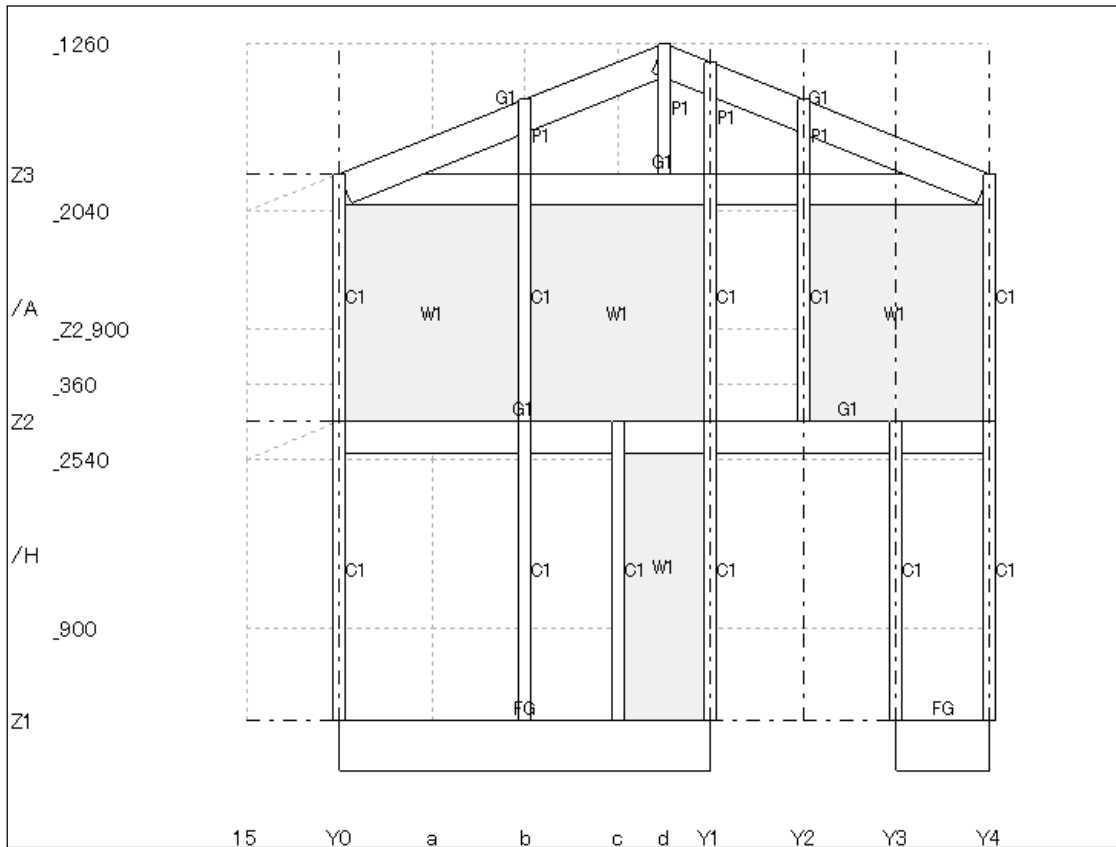 _1260
G1 G1
P1 P1
P1 P1
G1
Z3
_2040
C1 C1 C1 C1 C1
/A
W1 W1 W1
_Z2_900
_360
G1 G1
Z2
_2540
/H
W1
C1 C1 C1 C1 C1 C1
_900
FG FG
Z1
15 Y0 a b c d Y1 Y2 Y3 Y4